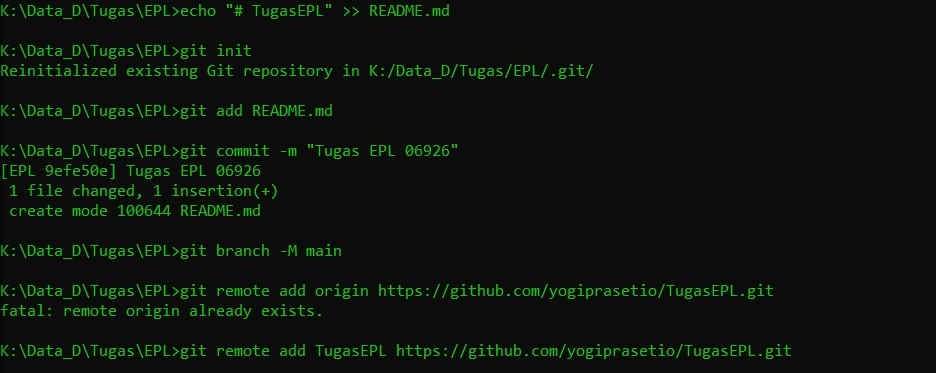 K:\Data_D\Tugas\EPL>echo "# TugasEPL" >> README.md
K:\Data_D\Tugas\EPL>git init
Reinitialized existing Git repository in K:/Data_D/Tugas/EPL/.git/
K:\Data_D\Tugas\EPL>git add README.md
K:\Data_D\Tugas\EPL>git commit -m "Tugas EPL 06926"
[EPL 9efe50e] Tugas EPL 06926
 1 file changed, 1 insertion(+)
 create mode 100644 README.md
K:\Data_D\Tugas\EPL>git branch -M main
K:\Data_D\Tugas\EPL>git remote add origin https://github.com/yogiprasetio/TugasEPL.git
fatal: remote origin already exists.
K:\Data_D\Tugas\EPL>git remote add TugasEPL https://github.com/yogiprasetio/TugasEPL.git